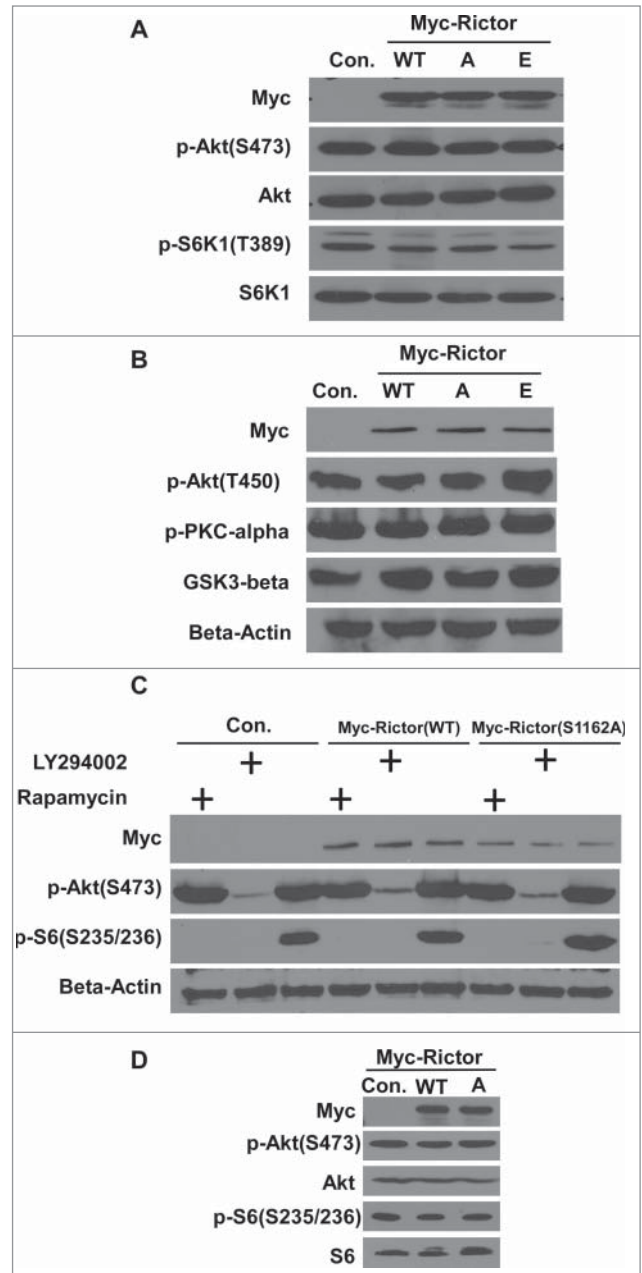 A
Myc-Rictor
Con. WT A E
Myc
p-Akt(S473)
Akt
p-S6K1(T389)
S6K1
B
Myc-Rictor
Con. WT A E
Myc
p-Akt(T450)
p-PKC-alpha
GSK3-beta
Beta-Actin
C
Con. Myc-Rictor(WT) Myc-Rictor(S1162A)
LY294002 + + +
Rapamycin + + +
Myc
p-Akt(S473)
p-S6(S235/236)
Beta-Actin
D
Myc-Rictor
Con. WT A
Myc
p-Akt(S473)
Akt
p-S6(S235/236)
S6